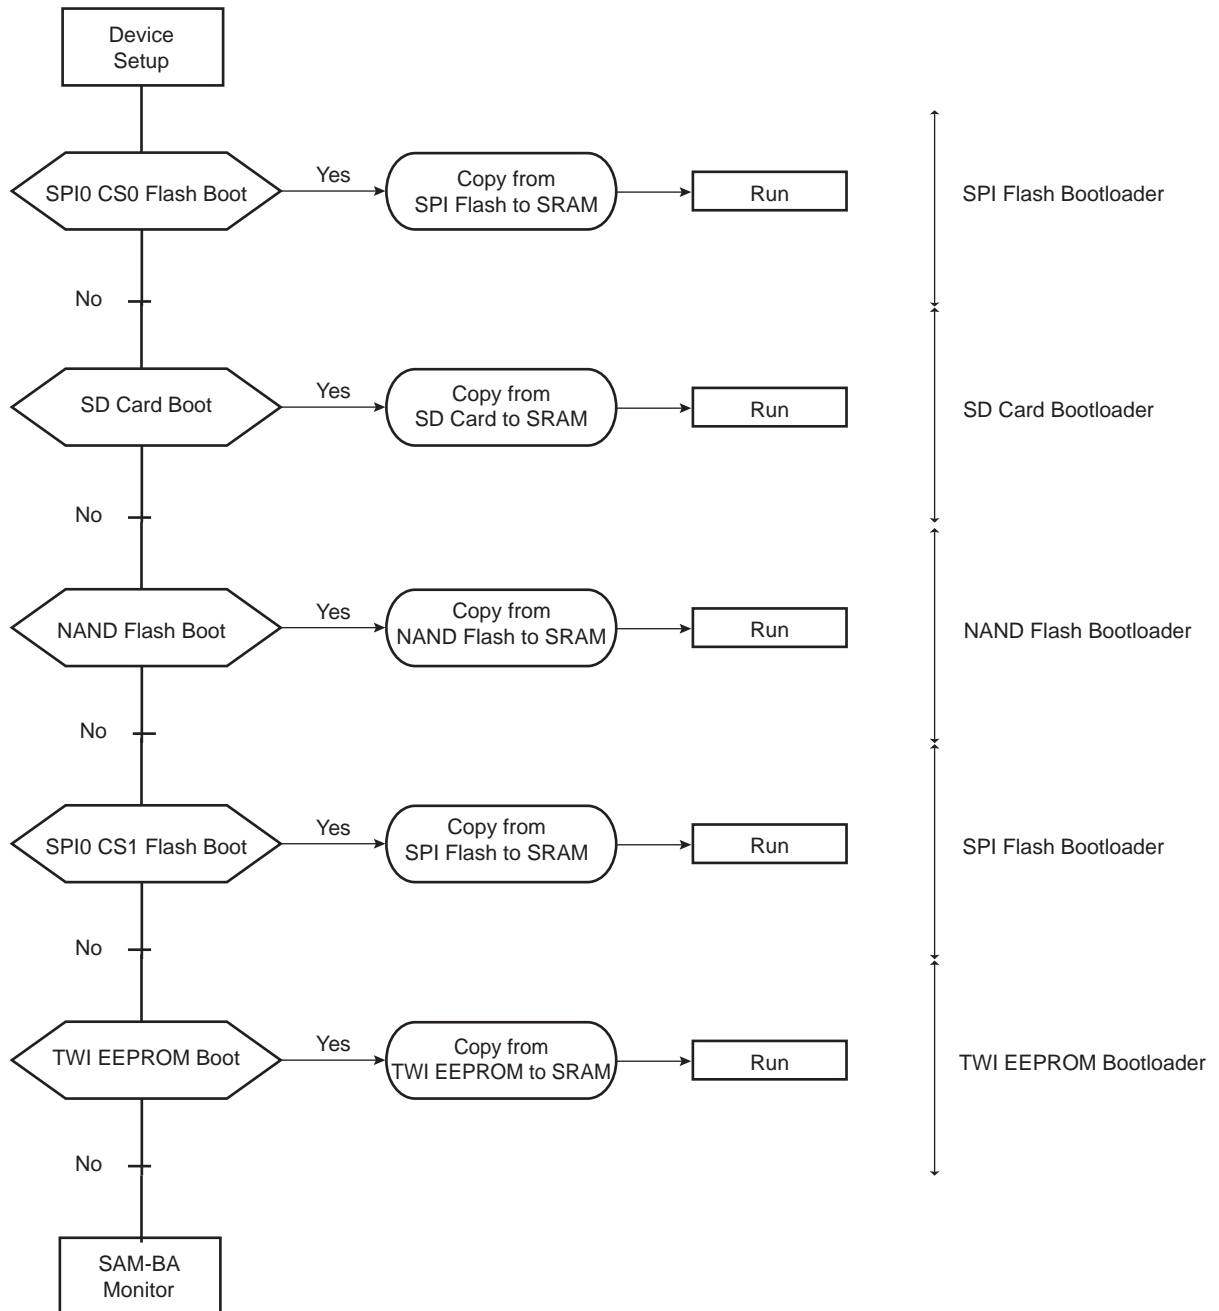 Device
Setup
SPI0 CS0 Flash Boot
Yes
Copy from
SPI Flash to SRAM
Run
SPI Flash Bootloader
No
SD Card Boot
Yes
Copy from
SD Card to SRAM
Run
SD Card Bootloader
No
NAND Flash Boot
Yes
Copy from
NAND Flash to SRAM
Run
NAND Flash Bootloader
No
SPI0 CS1 Flash Boot
Yes
Copy from
SPI Flash to SRAM
Run
SPI Flash Bootloader
No
TWI EEPROM Boot
Yes
Copy from
TWI EEPROM to SRAM
Run
TWI EEPROM Bootloader
No
SAM-BA
Monitor